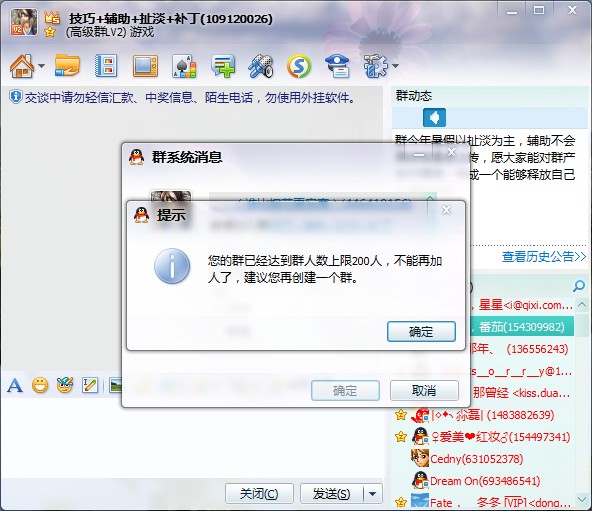 技巧+辅助+扯淡+补丁(109120026)
(高级群LV2) 游戏
交谈中请勿轻信汇款、中奖信息、陌生电话，勿使用外挂软件。
群动态
群今年暑假以扯淡为主，辅助不会
传，愿大家能对群产
成一个能够释放自己
查看历史公告>>
群系统消息
提示
您的群已经达到群人数上限200人，不能再加
人了，建议您再创建一个群。
确定
确定
取消
，星星<i@qixi.com...
，番茄(154309982)
年、 (136556243)
s__o__r__r__y@1...
那曾经 <kiss.dua...
磊| (1483882639)
♀爱美❤红妆♂(154497341)
Cedny(631052378)
Dream On(693486541)
Fate . 冬冬 [VIP]<dong...
关闭(C)
发送(S)